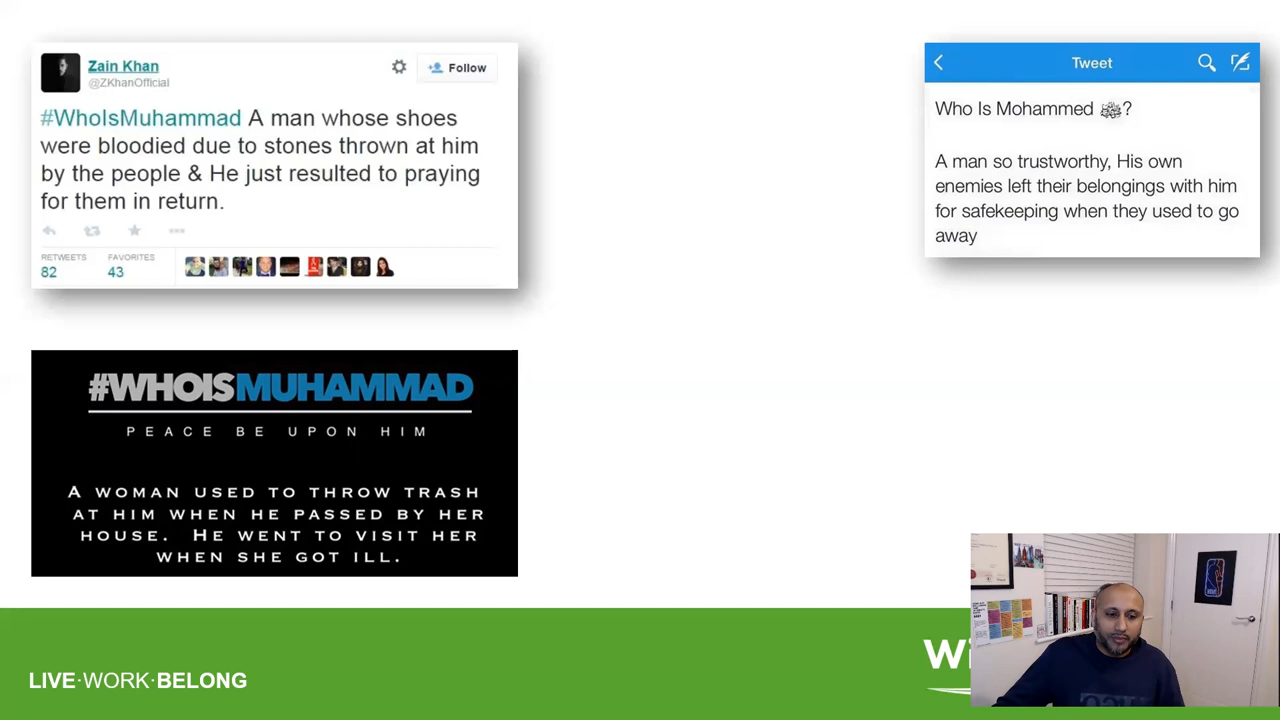 Zain Khan
@ZKhanOfficial
Follow
#WhoIsMuhammad A man whose shoes
were bloodied due to stones thrown at him
by the people & He just resulted to praying
for them in return.
RETWEETS
82
FAVORITES
43
Tweet
Who Is Mohammed ﷺ?
A man so trustworthy, His own
enemies left their belongings with him
for safekeeping when they used to go
away
#WHOISMUHAMMAD
PEACE BE UPON HIM
A WOMAN USED TO THROW TRASH
AT HIM WHEN HE PASSED BY HER
HOUSE. HE WENT TO VISIT HER
WHEN SHE GOT ILL.
LIVE·WORK·BELONG